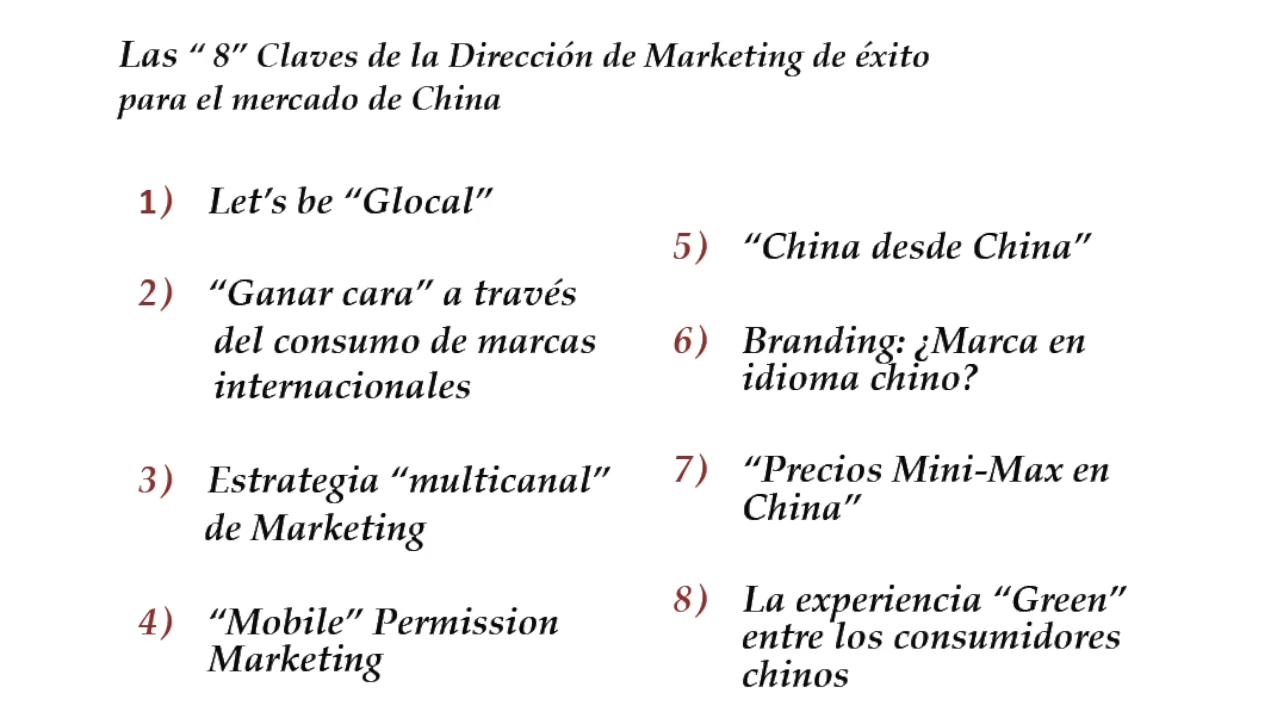 Las “ 8” Claves de la Dirección de Marketing de éxito
para el mercado de China
1) Let’s be “Glocal”
2) “Ganar cara” a través
del consumo de marcas
internacionales
3) Estrategia “multicanal”
de Marketing
4) “Mobile” Permission
Marketing
5) “China desde China”
6) Branding: ¿Marca en
idioma chino?
7) “Precios Mini-Max en
China”
8) La experiencia “Green”
entre los consumidores
chinos